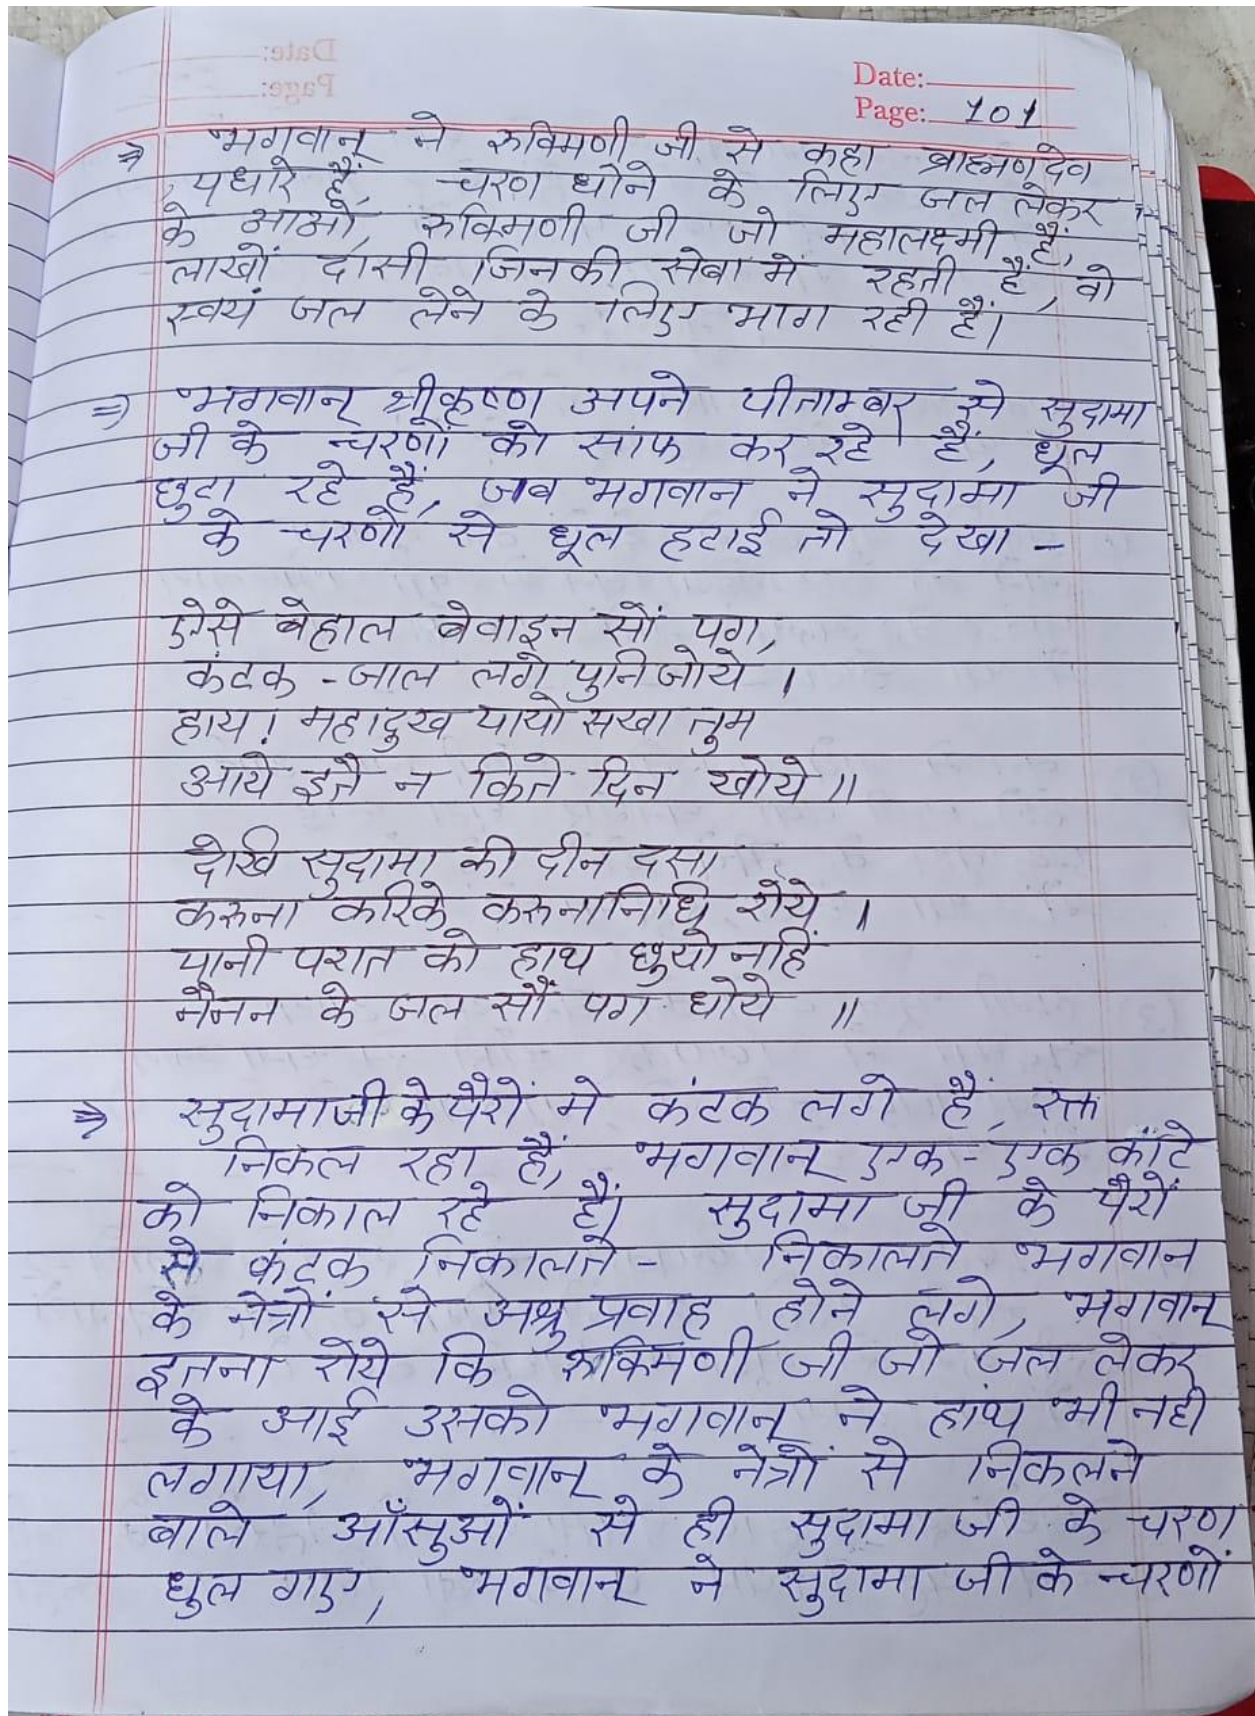 Date:
Page: 101
⇒ भगवान् ने रुक्मिणी जी से कहा ब्राह्मणदेव
पधारे हैं, चरण धोने के लिए जल लेकर
के आओ, रुक्मिणी जी जो महालक्ष्मी हैं,
लाखों दासी जिनकी सेवा में रहती हैं, वो
स्वयं जल लेने के लिए भाग रही हैं।
⇒ भगवान् श्रीकृष्ण अपने पीताम्बर से सुदामा
जी के चरणों को साफ कर रहे हैं, धूल
छुटा रहे हैं, जब भगवान ने सुदामा जी
के चरणों से धूल हटाई तो देखा -
ऐसे बेहाल बेवाइन सों पग,
कंटक - जाल लगे पुनि जोये ।
हाय! महादुख पायो सखा तुम
आये इतै न किते दिन खोये ॥
देखि सुदामा की दीन दसा
करुना करिके करुनानिधि रोये ।
पानी परात को हाथ छुयो नहिं
नैनन के जल सौं पग धोये ॥
⇒ सुदामाजी के पैरों मे कंटक लगे हैं, रक्त
निकल रहा है, भगवान् एक-एक कांटे
को निकाल रहे हैं। सुदामा जी के पैरों
से कंटक निकालते - निकालते भगवान
के नेत्रों से अश्रु प्रवाह होने लगे, भगवान्
इतना रोये कि रुक्मिणी जी जो जल लेकर
के आई उसको भगवान् ने हाथ भी नही
लगाया, भगवान् के नेत्रों से निकलने
बाले आँसुओं से ही सुदामा जी के चरण
धुल गए, भगवान् ने सुदामा जी के चरणों